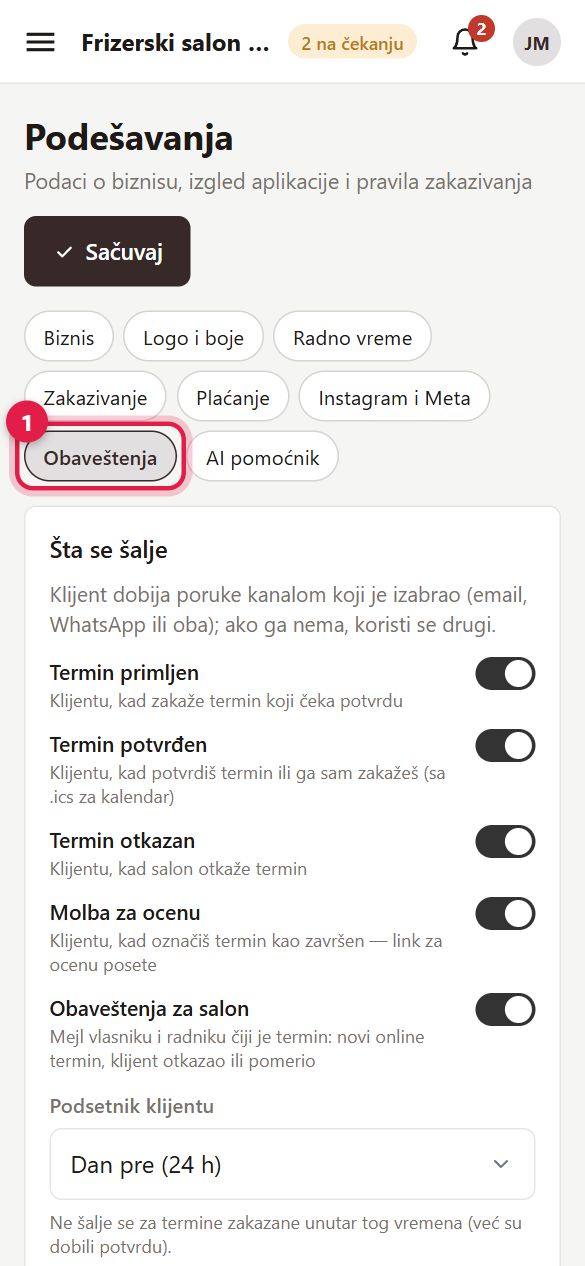 Frizerski salon ...
2 na čekanju
2
JM
Podešavanja
Podaci o biznisu, izgled aplikacije i pravila zakazivanja
Sačuvaj
Biznis
Logo i boje
Radno vreme
Zakazivanje
Plaćanje
Instagram i Meta
1
Obaveštenja
AI pomoćnik
Šta se šalje
Klijent dobija poruke kanalom koji je izabrao (email,
WhatsApp ili oba); ako ga nema, koristi se drugi.
Termin primljen
Klijentu, kad zakaže termin koji čeka potvrdu
Termin potvrđen
Klijentu, kad potvrdiš termin ili ga sam zakažeš (sa
.ics za kalendar)
Termin otkazan
Klijentu, kad salon otkaže termin
Molba za ocenu
Klijentu, kad označiš termin kao završen — link za
ocenu posete
Obaveštenja za salon
Mejl vlasniku i radniku čiji je termin: novi online
termin, klijent otkazao ili pomerio
Podsetnik klijentu
Dan pre (24 h)
Ne šalje se za termine zakazane unutar tog vremena (već su
dobili potvrdu).